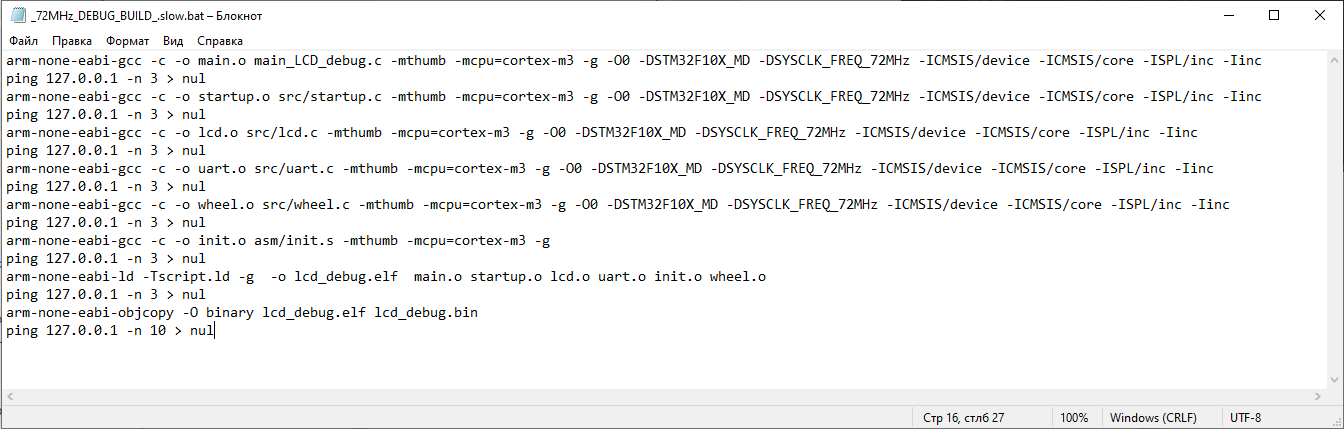 _72MHz_DEBUG_BUILD_.slow.bat – Блокнот
Файл Правка Формат Вид Справка
arm-none-eabi-gcc -c -o main.o main_LCD_debug.c -mthumb -mcpu=cortex-m3 -g -O0 -DSTM32F10X_MD -DSYSCLK_FREQ_72MHz -ICMSIS/device -ICMSIS/core -ISPL/inc -Iinc
ping 127.0.0.1 -n 3 > nul
arm-none-eabi-gcc -c -o startup.o src/startup.c -mthumb -mcpu=cortex-m3 -g -O0 -DSTM32F10X_MD -DSYSCLK_FREQ_72MHz -ICMSIS/device -ICMSIS/core -ISPL/inc -Iinc
ping 127.0.0.1 -n 3 > nul
arm-none-eabi-gcc -c -o lcd.o src/lcd.c -mthumb -mcpu=cortex-m3 -g -O0 -DSTM32F10X_MD -DSYSCLK_FREQ_72MHz -ICMSIS/device -ICMSIS/core -ISPL/inc -Iinc
ping 127.0.0.1 -n 3 > nul
arm-none-eabi-gcc -c -o uart.o src/uart.c -mthumb -mcpu=cortex-m3 -g -O0 -DSTM32F10X_MD -DSYSCLK_FREQ_72MHz -ICMSIS/device -ICMSIS/core -ISPL/inc -Iinc
ping 127.0.0.1 -n 3 > nul
arm-none-eabi-gcc -c -o wheel.o src/wheel.c -mthumb -mcpu=cortex-m3 -g -O0 -DSTM32F10X_MD -DSYSCLK_FREQ_72MHz -ICMSIS/device -ICMSIS/core -ISPL/inc -Iinc
ping 127.0.0.1 -n 3 > nul
arm-none-eabi-gcc -c -o init.o asm/init.s -mthumb -mcpu=cortex-m3 -g
ping 127.0.0.1 -n 3 > nul
arm-none-eabi-ld -Tscript.ld -g  -o lcd_debug.elf  main.o startup.o lcd.o uart.o init.o wheel.o
ping 127.0.0.1 -n 3 > nul
arm-none-eabi-objcopy -O binary lcd_debug.elf lcd_debug.bin
ping 127.0.0.1 -n 10 > nul
Стр 16, стлб 27 100% Windows (CRLF) UTF-8